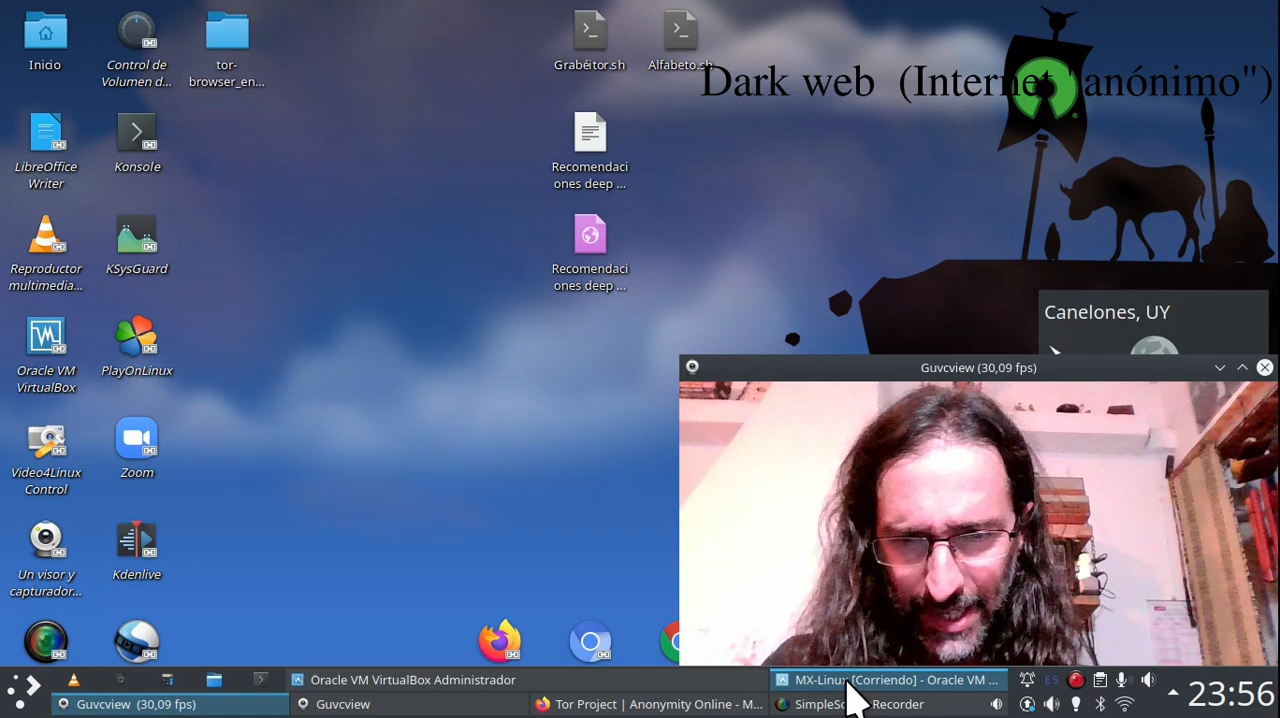 Inicio
Control de
Volumen d...
tor-
browser_en...
Grabéitor.sh
Alfabeto.sh
Dark web (Internet "anónimo")
LibreOffice
Writer
Konsole
Recomendaci
ones deep ...
Reproductor
multimedia...
KSysGuard
Recomendaci
ones deep ...
Canelones, UY
Oracle VM
VirtualBox
PlayOnLinux
Guvcview (30,09 fps)
Video4Linux
Control
Zoom
Un visor y
capturador...
Kdenlive
Oracle VM VirtualBox Administrador
MX-Linux [Corriendo] - Oracle VM ...
ES
Guvcview (30,09 fps)
Guvcview
Tor Project | Anonymity Online - M...
Recorder
23:56